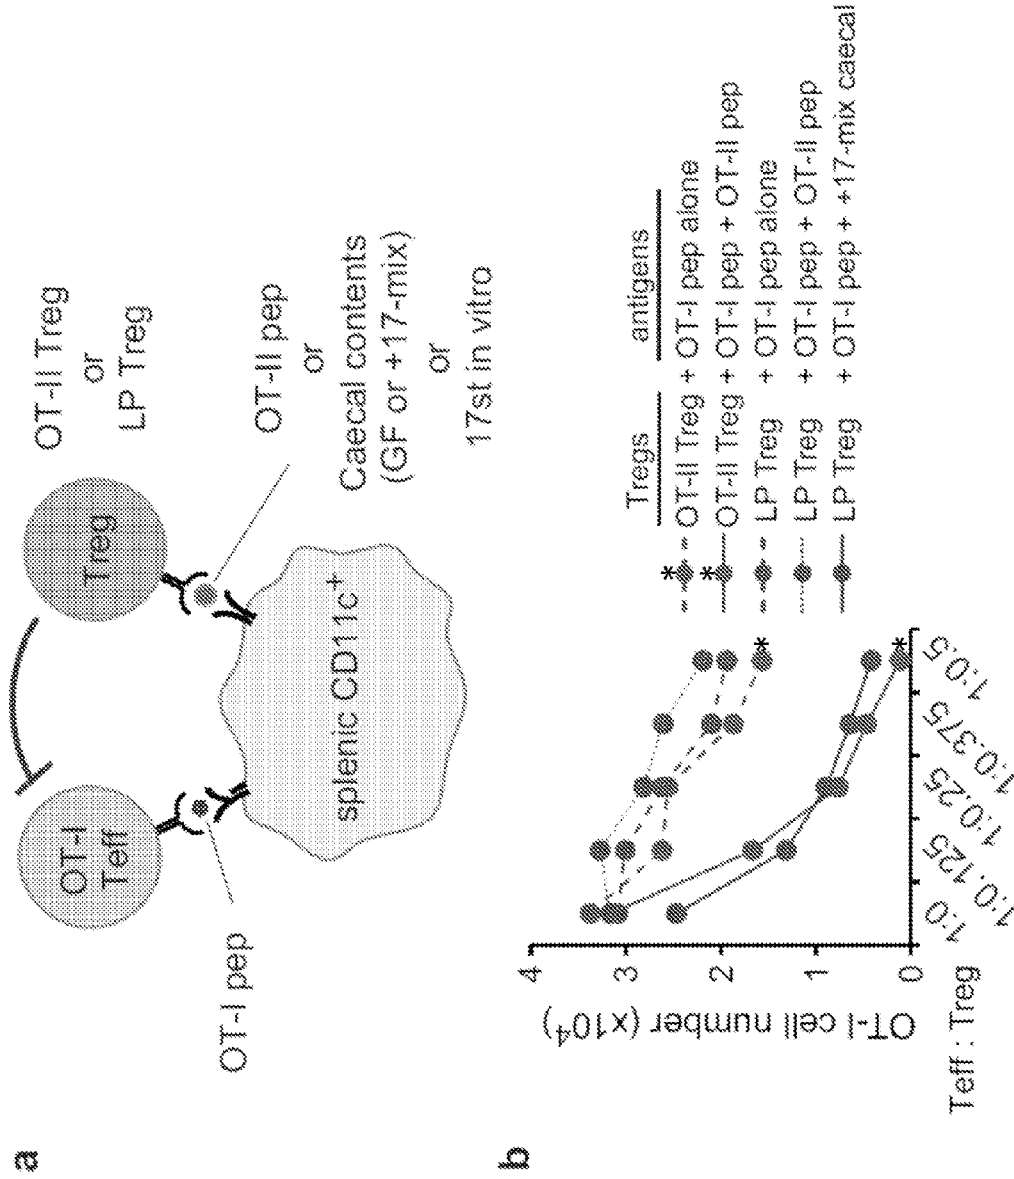 a
OT-I
Teff
Treg
OT-II Treg
or
LP Treg
OT-I pep
splenic CD11c+
OT-II pep
or
Caecal contents
(GF or +17-mix)
or
17st in vitro
b
OT-I cell number (x10⁴)
4
3
2
1
0
Teff : Treg
1:0
1:0.125
1:0.25
1:0.375
1:0.5
*
*
Tregs antigens
* OT-II Treg + OT-I pep alone
* OT-II Treg + OT-I pep + OT-II pep
LP Treg + OT-I pep alone
LP Treg + OT-I pep + OT-II pep
LP Treg + OT-I pep + +17-mix caecal